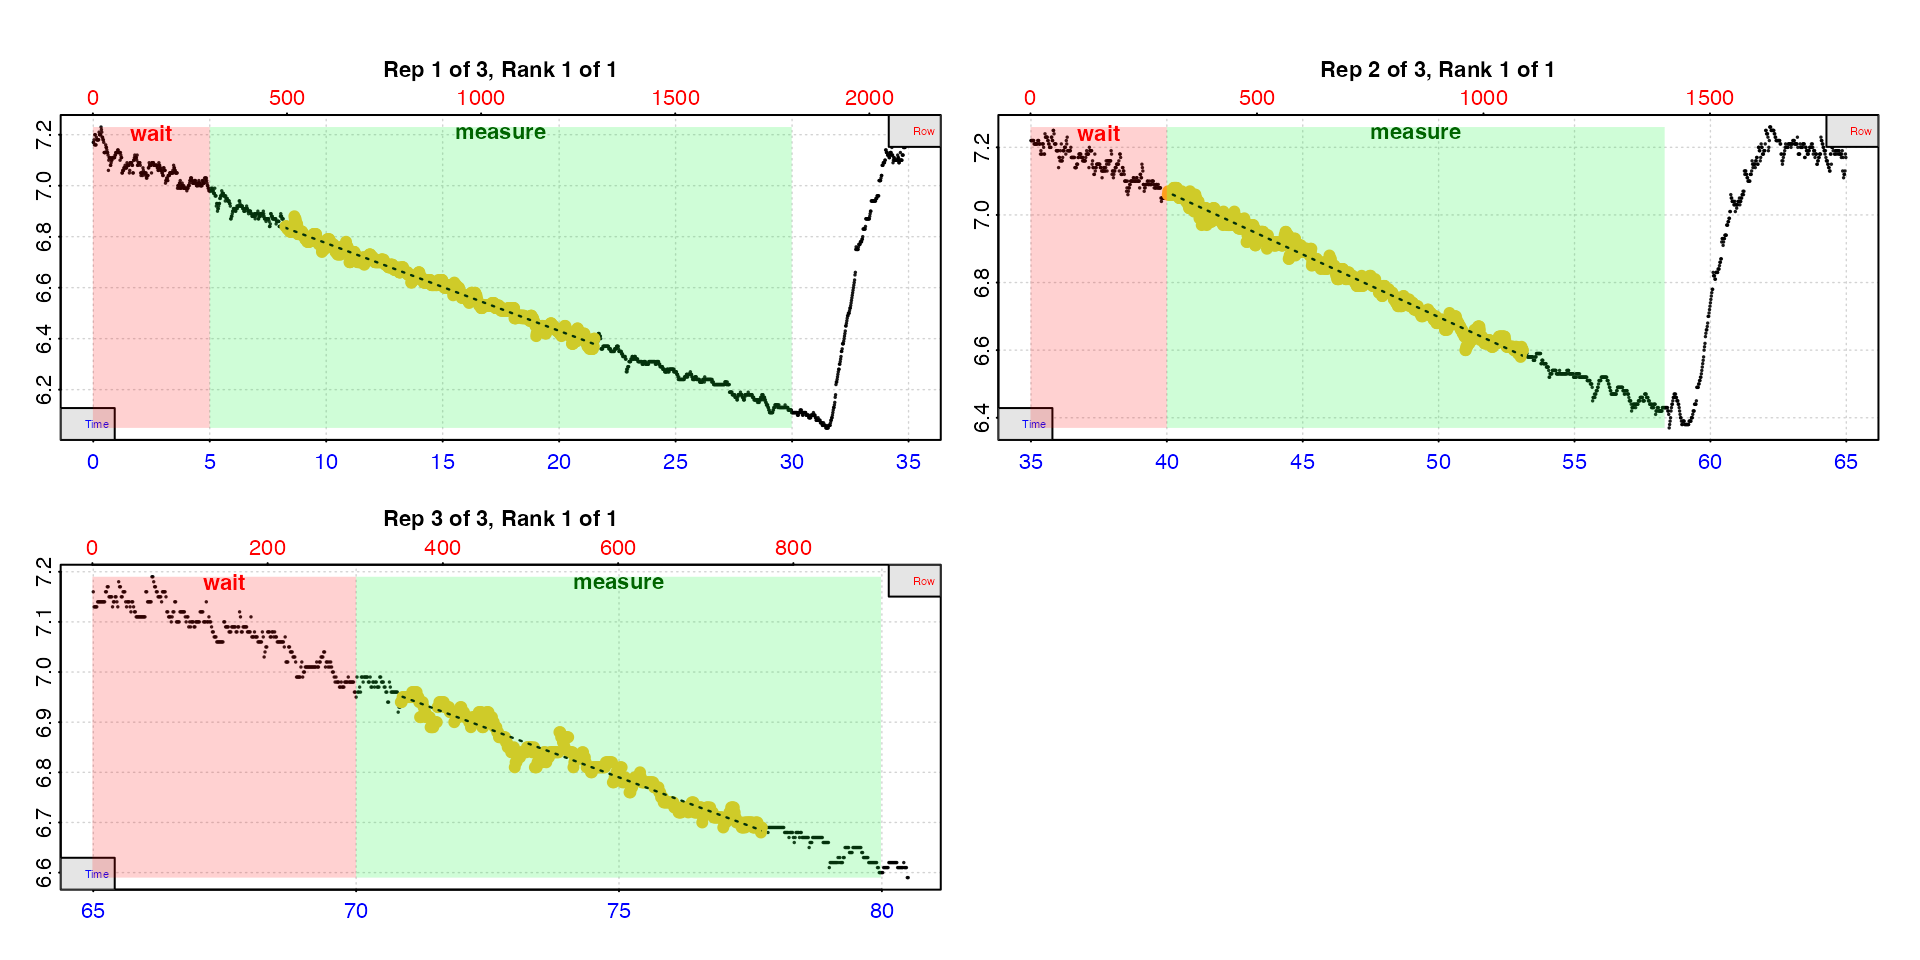 Rep 1 of 3, Rank 1 of 1
0 500 1000 1500 2000
wait measure Row
7.2
7.0
6.8
6.6
6.4
6.2
Time
0 5 10 15 20 25 30 35
Rep 2 of 3, Rank 1 of 1
0 500 1000 1500
wait measure Row
7.2
7.0
6.8
6.6
6.4
Time
35 40 45 50 55 60 65
Rep 3 of 3, Rank 1 of 1
0 200 400 600 800
wait measure Row
7.2
7.1
7.0
6.9
6.8
6.7
6.6
Time
65 70 75 80